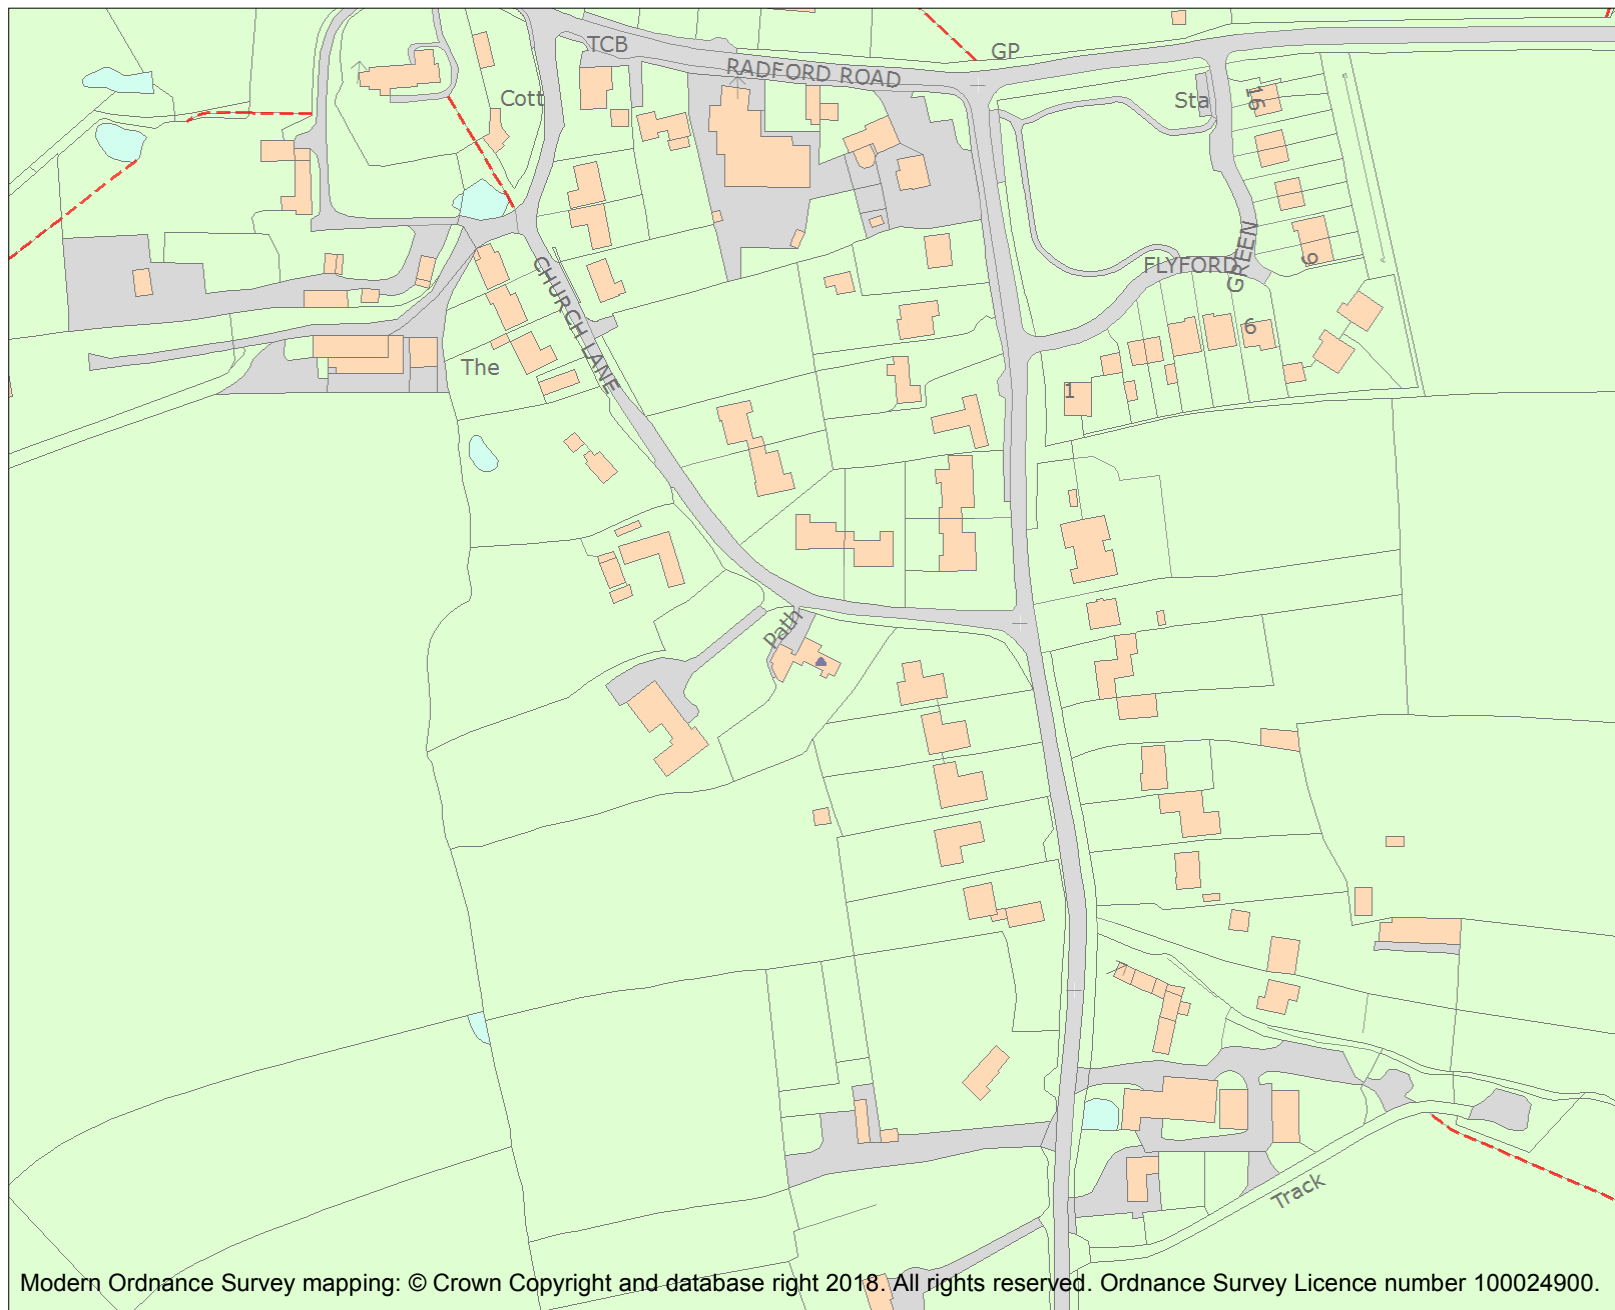 TCB
GP
RADFORD ROAD
Cott
Sta
16
CHURCH LANE
FLYFORD
GREEN
9
6
The
1
Path
Track
Modern Ordnance Survey mapping: © Crown Copyright and database right 2018. All rights reserved. Ordnance Survey Licence number 100024900.